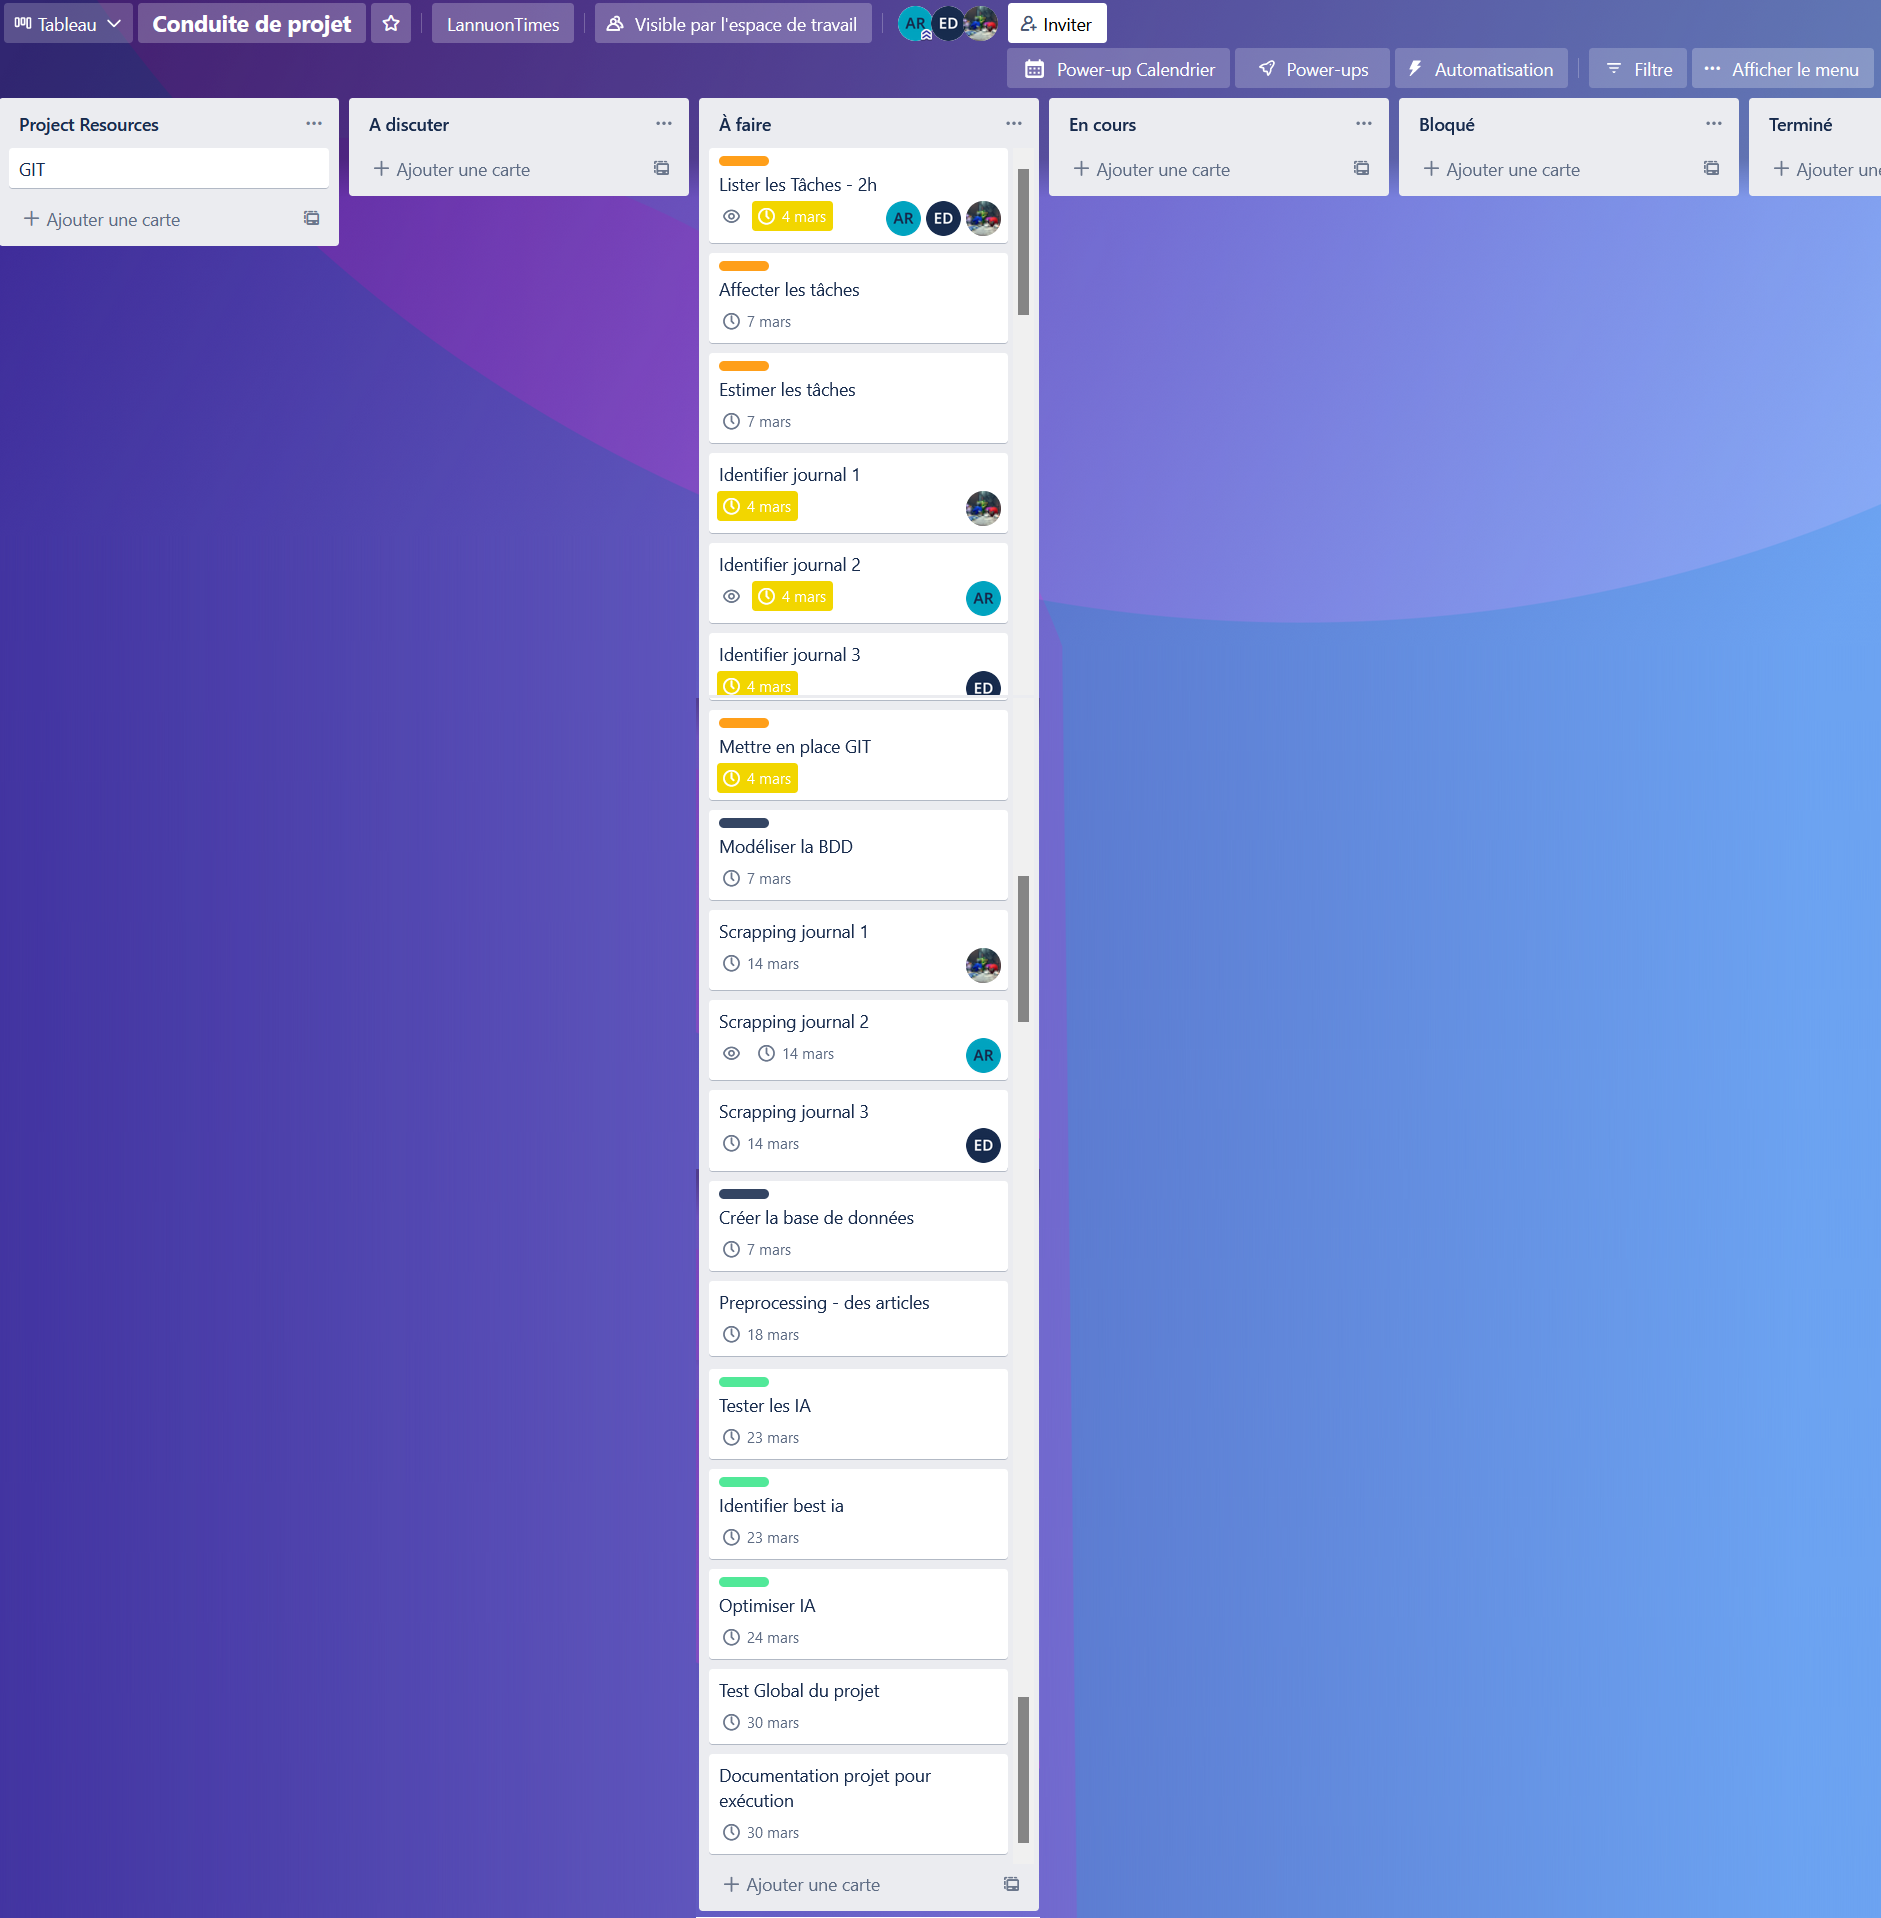 Tableau
Conduite de projet
LannuonTimes
Visible par l'espace de travail
AR
ED
Inviter
Power-up Calendrier
Power-ups
Automatisation
Filtre
Afficher le menu
Project Resources
GIT
Ajouter une carte
A discuter
Ajouter une carte
À faire
Lister les Tâches - 2h
4 mars
AR
ED
Affecter les tâches
7 mars
Estimer les tâches
7 mars
Identifier journal 1
4 mars
Identifier journal 2
4 mars
AR
Identifier journal 3
4 mars
ED
Mettre en place GIT
4 mars
Modéliser la BDD
7 mars
Scrapping journal 1
14 mars
Scrapping journal 2
14 mars
AR
Scrapping journal 3
14 mars
ED
Créer la base de données
7 mars
Preprocessing - des articles
18 mars
Tester les IA
23 mars
Identifier best ia
23 mars
Optimiser IA
24 mars
Test Global du projet
30 mars
Documentation projet pour
exécution
30 mars
Ajouter une carte
En cours
Ajouter une carte
Bloqué
Ajouter une carte
Terminé
Ajouter une